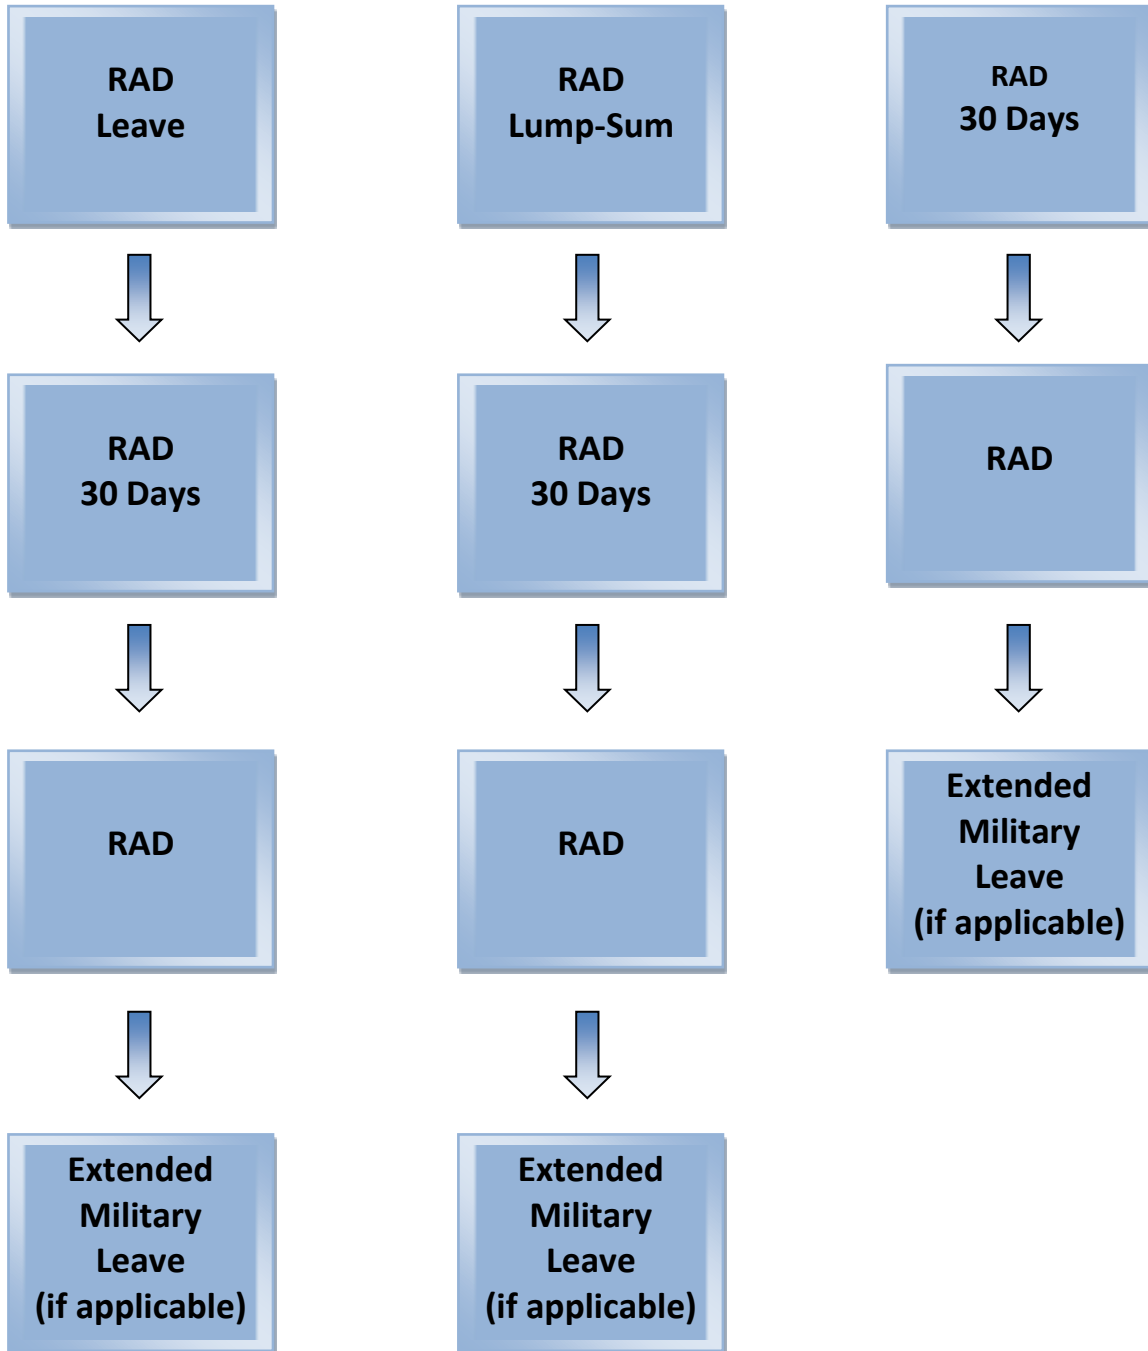 RAD
Leave
RAD
Lump-Sum
RAD
30 Days
RAD
30 Days
RAD
30 Days
RAD
RAD
RAD
Extended
Military
Leave
(if applicable)
Extended
Military
Leave
(if applicable)
Extended
Military
Leave
(if applicable)